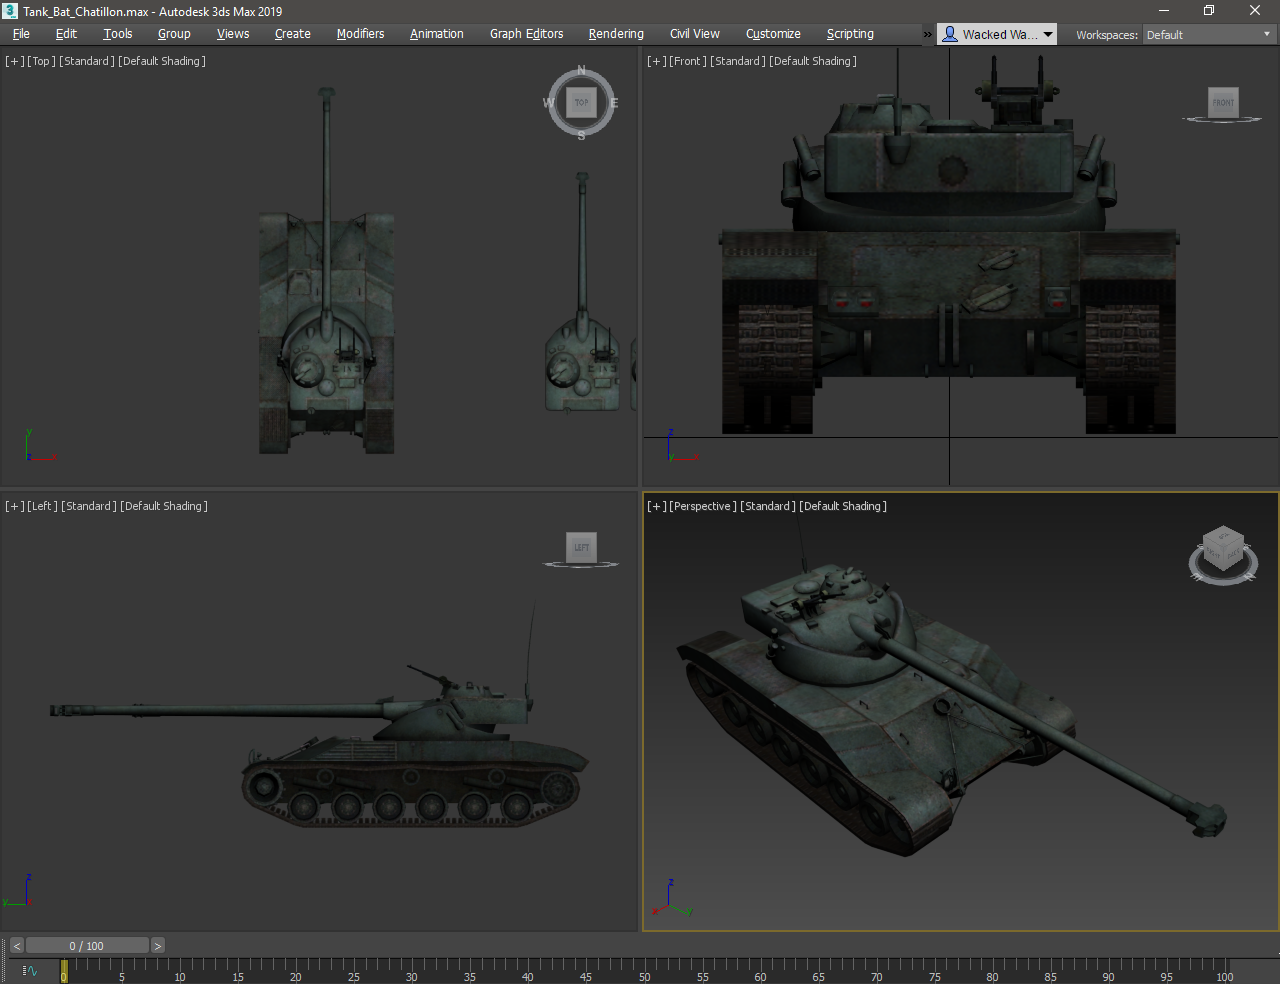 Tank_Bat_Chatillon.max - Autodesk 3ds Max 2019
File Edit Tools Group Views Create Modifiers Animation Graph Editors Rendering Civil View Customize Scripting » Wacked Wa... Workspaces: Default
[+] [Top] [Standard] [Default Shading]
N
W TOP E
S
y
z x
[+] [Front] [Standard] [Default Shading]
FRONT
z
y x
[+] [Left] [Standard] [Default Shading]
LEFT
z
y
[+] [Perspective] [Standard] [Default Shading]
z
x y
< 0 / 100 >
0 5 10 15 20 25 30 35 40 45 50 55 60 65 70 75 80 85 90 95 100